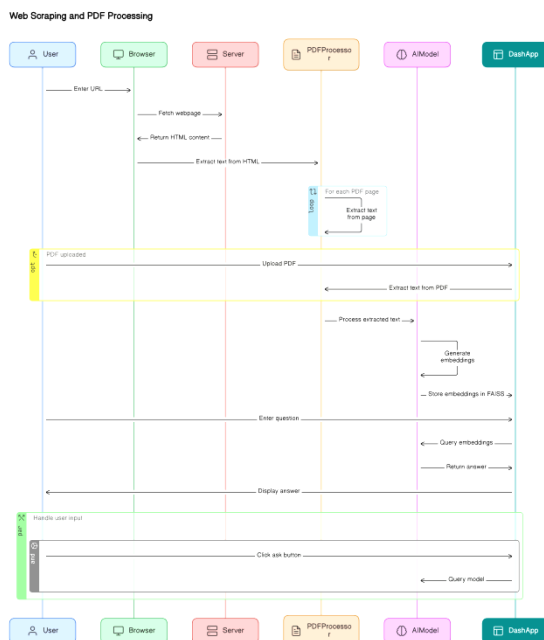 Web Scraping and PDF Processing
User
Browser
Server
PDFProcesso
r
AIModel
DashApp
Enter URL
Fetch webpage
Return HTML content
Extract text from HTML
loop
For each PDF page
Extract text
from page
opt
PDF uploaded
Upload PDF
Extract text from PDF
Process extracted text
Generate
embeddings
Store embeddings in FAISS
Enter question
Query embeddings
Return answer
Display answer
par
Handle user input
and
Click ask button
Query model
User
Browser
Server
PDFProcesso
r
AIModel
DashApp